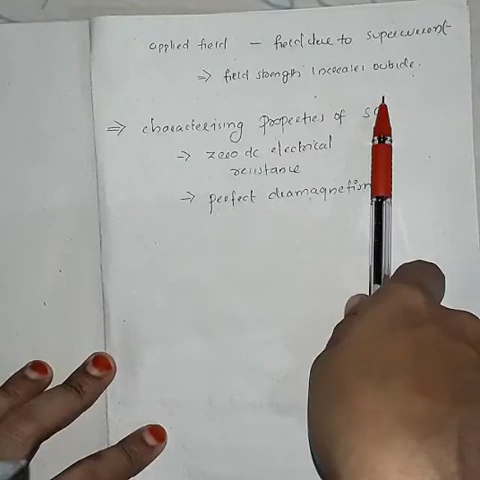 applied field - field due to supercurrent
⇒ field strength increases outside.
⇒ characterising properties of S
→ zero dc electrical
resistance
→ perfect diamagnetism